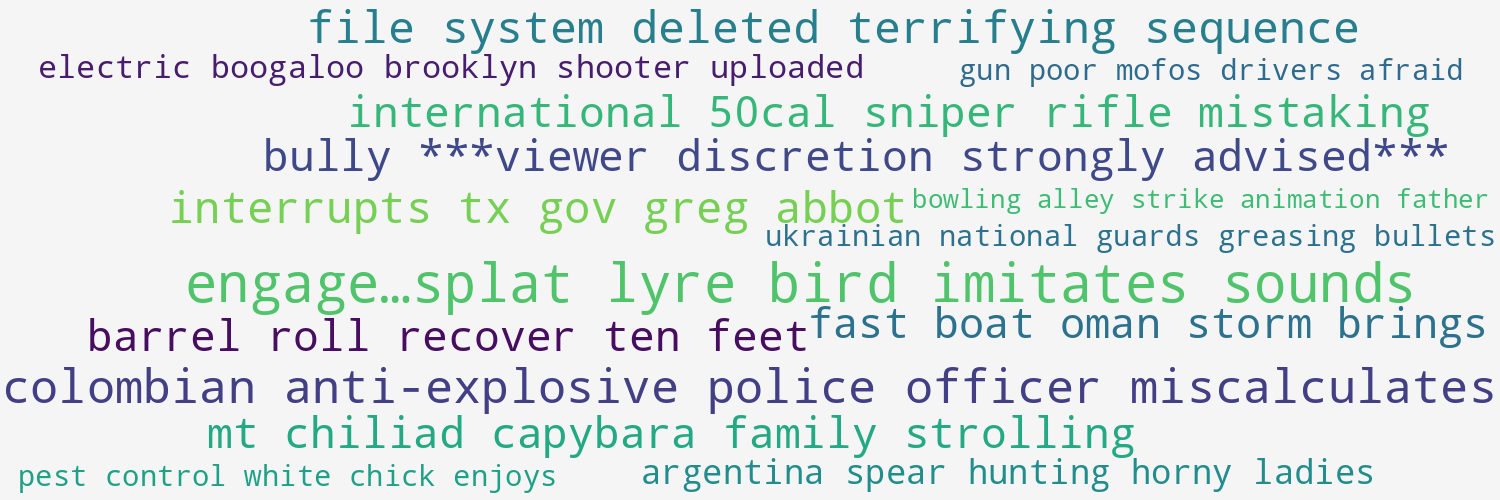 file system deleted terrifying sequence
electric boogaloo brooklyn shooter uploaded
gun poor mofos drivers afraid
international 50cal sniper rifle mistaking
bully ***viewer discretion strongly advised***
interrupts tx gov greg abbot
bowling alley strike animation father
ukrainian national guards greasing bullets
engage…splat lyre bird imitates sounds
barrel roll recover ten feet
fast boat oman storm brings
colombian anti-explosive police officer miscalculates
mt chiliad capybara family strolling
pest control white chick enjoys
argentina spear hunting horny ladies